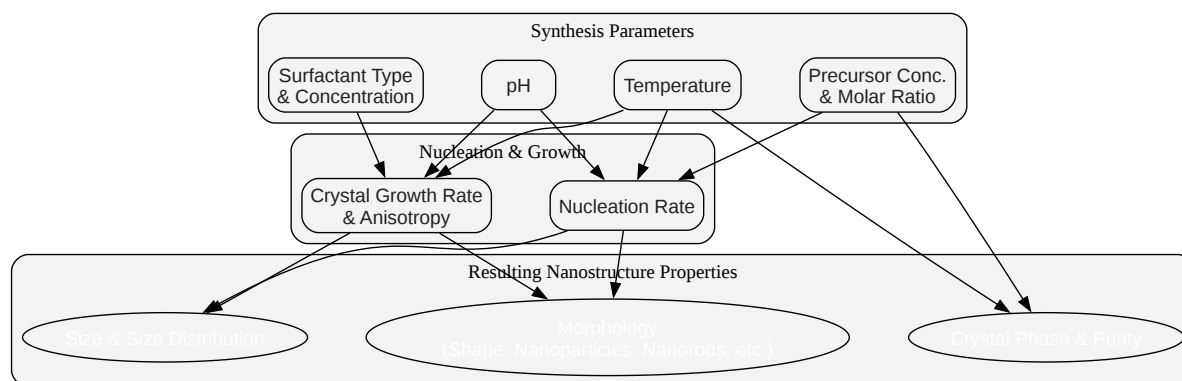 Synthesis Parameters
Surfactant Type
& Concentration
pH
Temperature
Precursor Conc.
& Molar Ratio
Nucleation & Growth
Crystal Growth Rate
& Anisotropy
Nucleation Rate
Resulting Nanostructure Properties
Size & Size Distribution
Morphology
(Shape: Nanoparticles, Nanorods, etc.)
Crystal Phase & Purity